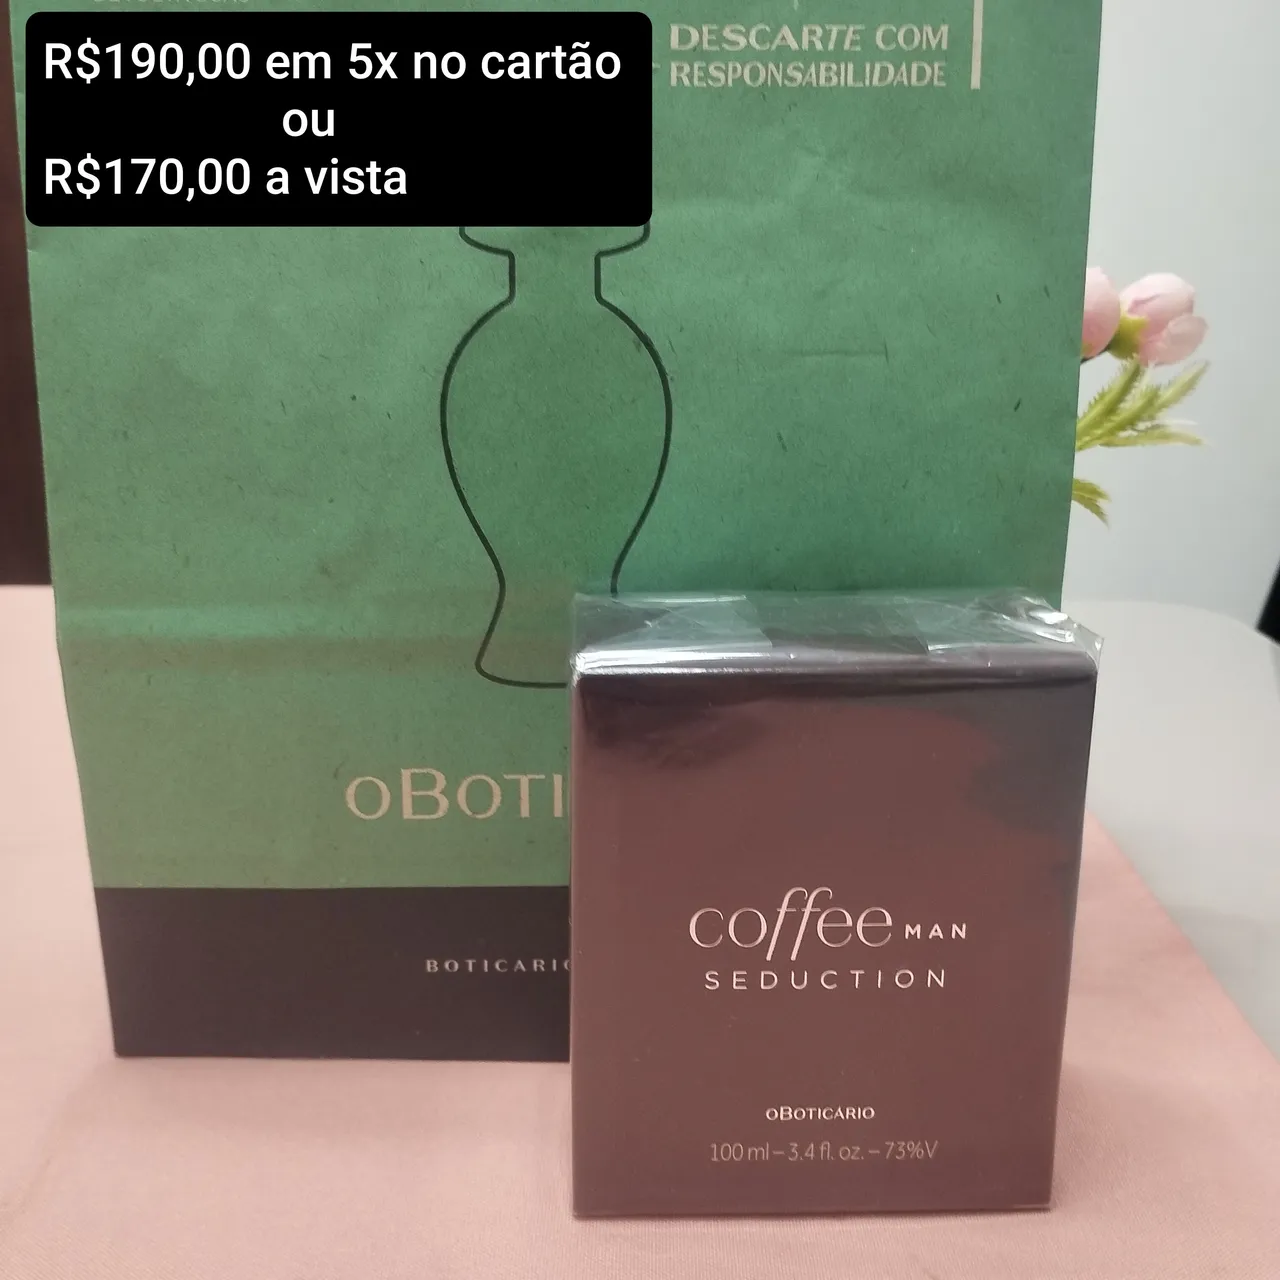 R$190,00 em 5x no cartão
ou
R$170,00 a vista
DESCARTE COM
RESPONSABILIDADE
oBOTI
BOTICARIO
coffee MAN
SEDUCTION
oBOTICÁRIO
100 ml – 3.4 fl. oz. – 73%V